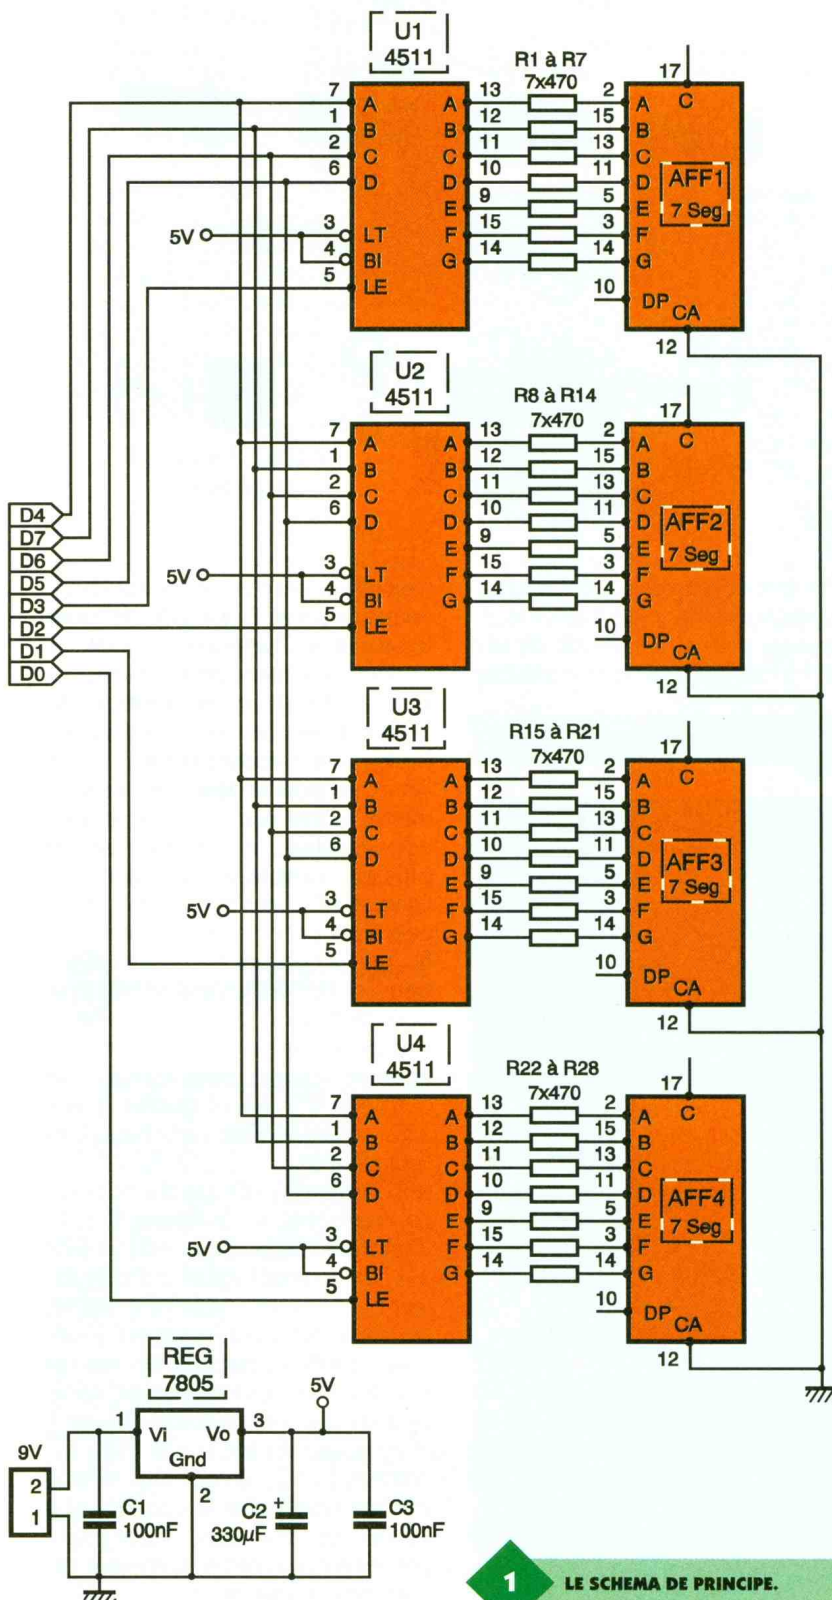 U1
4511
R1 à R7
7x470
17
C
7 A A 13 2 A
1 B B 12 15 B
2 C C 11 13 C
6 D D 10 11 D
AFF1
7 Seg
E 9 5 E
5V 3 LT F 15 3 F
4 BI G 14 14 G
5 LE
10 DP
CA
12
U2
4511
R8 à R14
7x470
17
C
7 A A 13 2 A
1 B B 12 15 B
2 C C 11 13 C
6 D D 10 11 D
AFF2
7 Seg
E 9 5 E
5V 3 LT F 15 3 F
4 BI G 14 14 G
5 LE
10 DP
CA
12
D4
D7
D6
D5
D3
D2
D1
D0
U3
4511
R15 à R21
7x470
17
C
7 A A 13 2 A
1 B B 12 15 B
2 C C 11 13 C
6 D D 10 11 D
AFF3
7 Seg
E 9 5 E
5V 3 LT F 15 3 F
4 BI G 14 14 G
5 LE
10 DP
CA
12
U4
4511
R22 à R28
7x470
17
C
7 A A 13 2 A
1 B B 12 15 B
2 C C 11 13 C
6 D D 10 11 D
AFF4
7 Seg
E 9 5 E
5V 3 LT F 15 3 F
4 BI G 14 14 G
5 LE
10 DP
CA
12
REG
7805
5V
1 Vi Vo 3
Gnd
2
9V
2
1
C1
100nF
C2 +
330µF
C3
100nF
1 LE SCHEMA DE PRINCIPE.